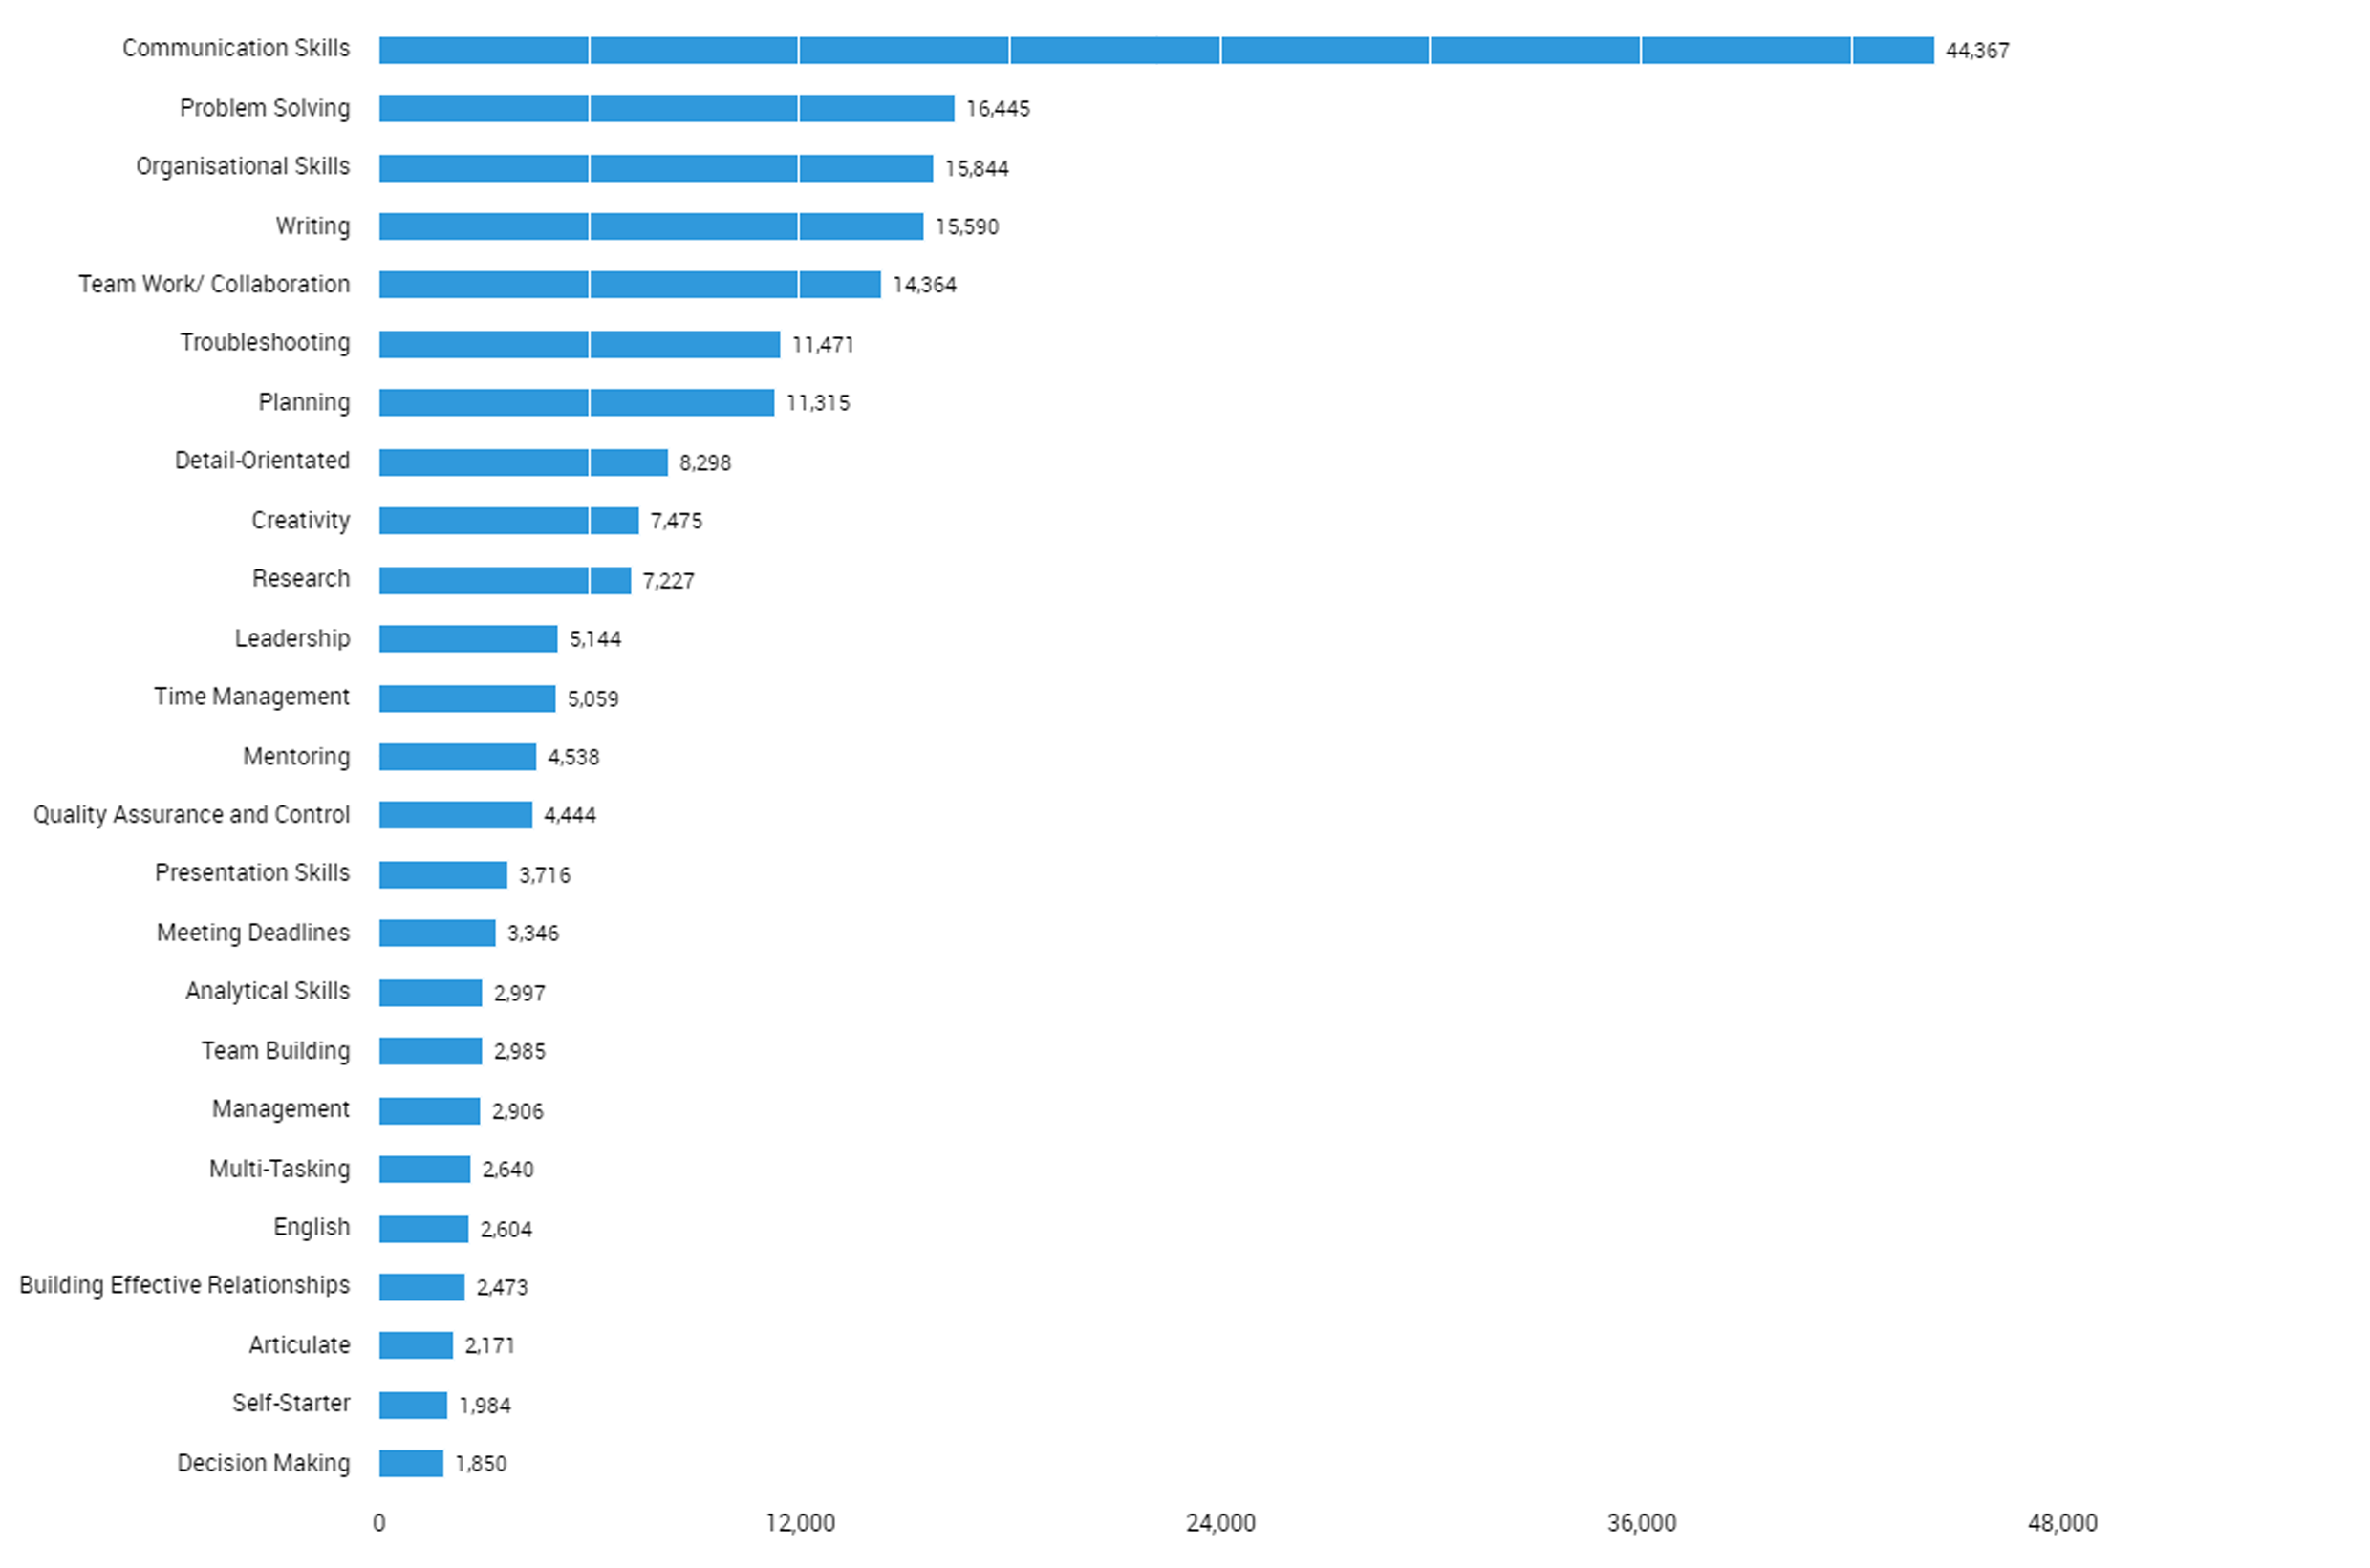 Communication Skills 44,367
Problem Solving 16,445
Organisational Skills 15,844
Writing 15,590
Team Work/ Collaboration 14,364
Troubleshooting 11,471
Planning 11,315
Detail-Orientated 8,298
Creativity 7,475
Research 7,227
Leadership 5,144
Time Management 5,059
Mentoring 4,538
Quality Assurance and Control 4,444
Presentation Skills 3,716
Meeting Deadlines 3,346
Analytical Skills 2,997
Team Building 2,985
Management 2,906
Multi-Tasking 2,640
English 2,604
Building Effective Relationships 2,473
Articulate 2,171
Self-Starter 1,984
Decision Making 1,850
0 12,000 24,000 36,000 48,000